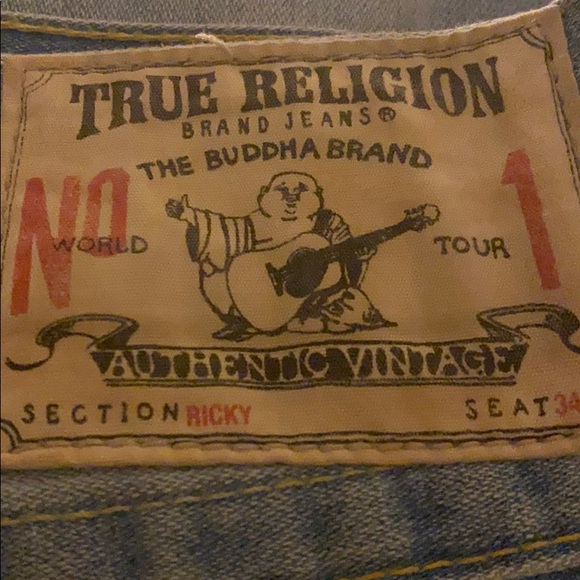 TRUE RELIGION
BRAND JEANS®
THE BUDDHA BRAND
No 1
WORLD TOUR
AUTHENTIC VINTAGE
SECTION RICKY SEAT 34